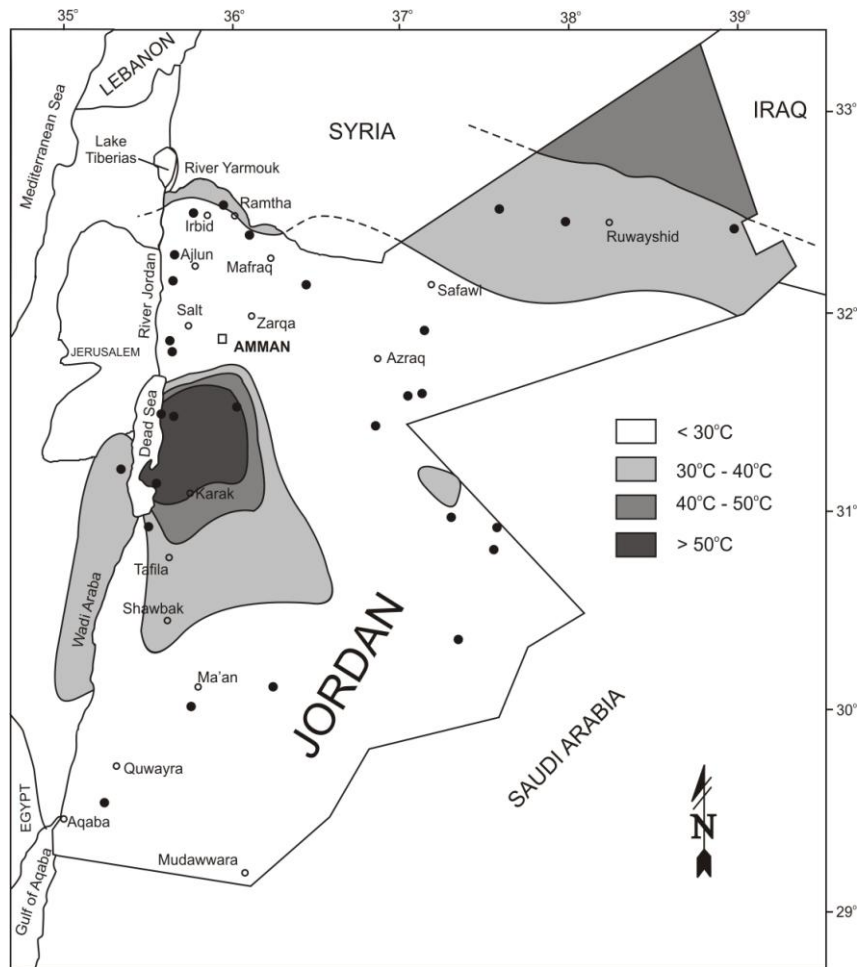 35° 36° 37° 38° 39°
LEBANON
Mediterranean Sea
SYRIA
IRAQ
33°
Lake
Tiberias
River Yarmouk
Ramtha
Irbid
Ruwayshid
Ajlun
Mafraq
River Jordan
Safawi
Salt
Zarqa
32°
JERUSALEM
AMMAN
Azraq
Dead Sea
< 30°C
30°C - 40°C
40°C - 50°C
> 50°C
Karak
31°
Tafila
Wadi Araba
Shawbak
JORDAN
Ma'an
30°
SAUDI ARABIA
Quwayra
EGYPT
Aqaba
N
Mudawwara
Gulf of Aqaba
29°